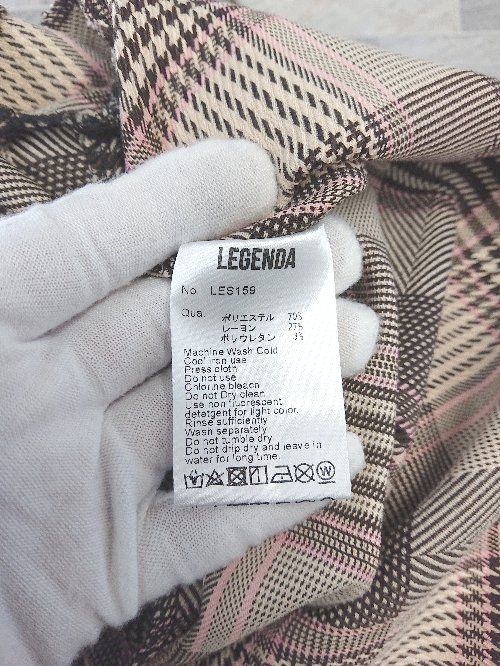 LEGENDA
No LES159
Qua. ポリエステル 70%
レーヨン 27%
ポリウレタン 3%
Machine Wash Cold
Cool iron use
Press cloth
Do not use
Chlorine bleach
Do not Dry clean
Use non fluorescent
detetgent for light color.
Rinse sufficiently
Wash separately
Do not tumble dry
Do not drip dry and leave in
water for long time.
W